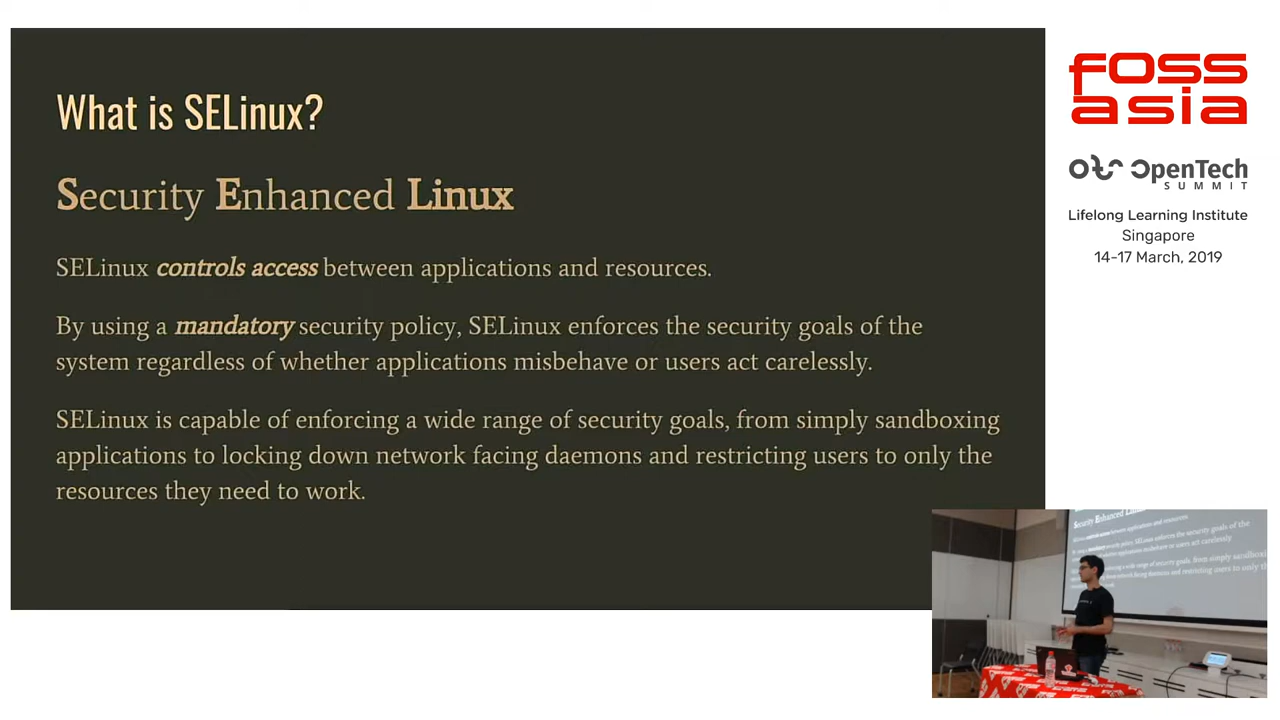 What is SELinux?
Security Enhanced Linux
SELinux controls access between applications and resources.
By using a mandatory security policy, SELinux enforces the security goals of the
system regardless of whether applications misbehave or users act carelessly.
SELinux is capable of enforcing a wide range of security goals, from simply sandboxing
applications to locking down network facing daemons and restricting users to only the
resources they need to work.
FOSS
asia
OpenTech
SUMMIT
Lifelong Learning Institute
Singapore
14-17 March, 2019
Security Enhanced